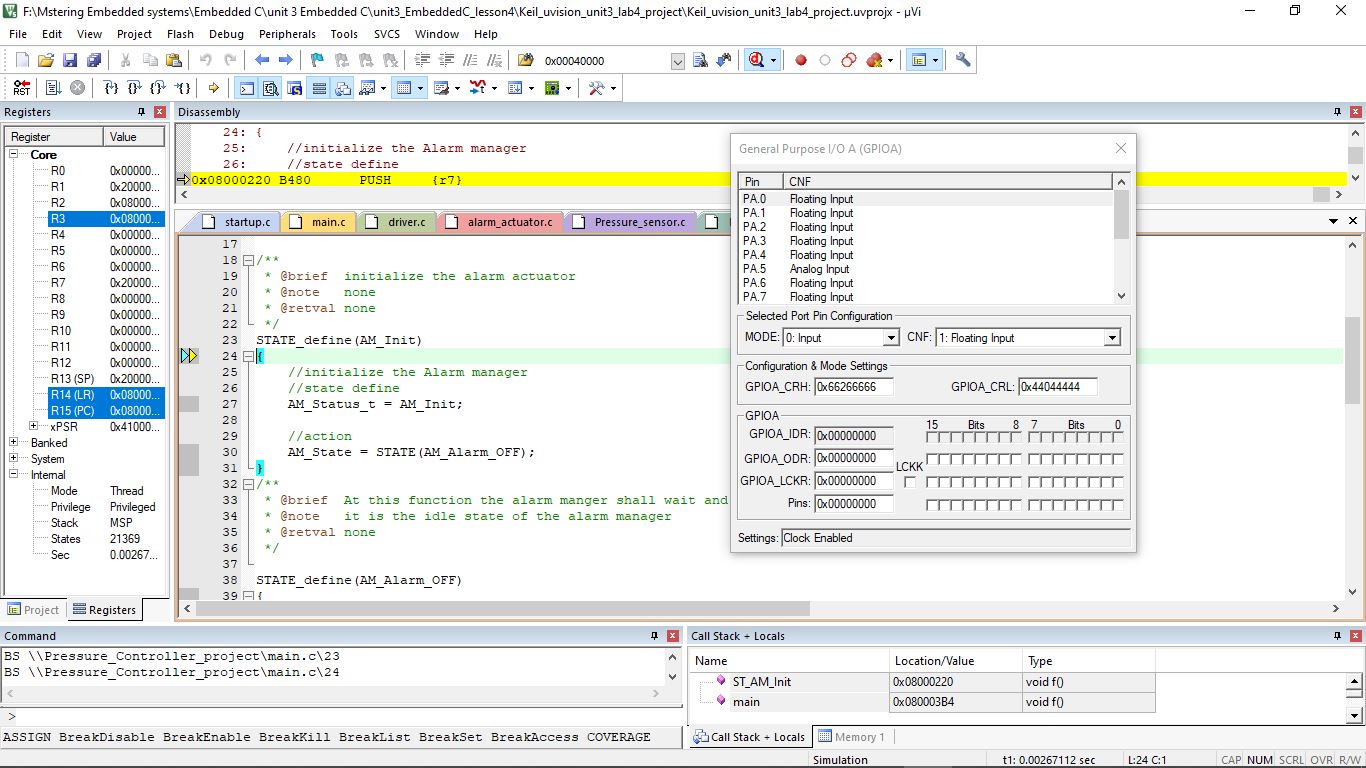 F:\Mstering Embedded systems\Embedded C\unit 3 Embedded C\unit3_EmbededC_lesson4\Keil_uvision_unit3_lab4_project\Keil_uvision_unit3_lab4_project.uvprojx - µVi
File Edit View Project Flash Debug Peripherals Tools SVCS Window Help
0x00040000
RST
Registers
Register Value
Core
R0 0x00000...
R1 0x20000...
R2 0x08000...
R3 0x08000...
R4 0x00000...
R5 0x00000...
R6 0x00000...
R7 0x20000...
R8 0x00000...
R9 0x00000...
R10 0x00000...
R11 0x00000...
R12 0x00000...
R13 (SP) 0x20000...
R14 (LR) 0x08000...
R15 (PC) 0x08000...
xPSR 0x41000...
Banked
System
Internal
Mode Thread
Privilege Privileged
Stack MSP
States 21369
Sec 0.00267...
Project Registers
Disassembly
24: {
25: //initialize the Alarm manager
26: //state define
0x08000220 B480 PUSH {r7}
startup.c main.c driver.c alarm_actuator.c Pressure_sensor.c
17
18 /**
19 * @brief initialize the alarm actuator
20 * @note none
21 * @retval none
22 */
23 STATE_define(AM_Init)
24 {
25 //initialize the Alarm manager
26 //state define
27 AM_Status_t = AM_Init;
28
29 //action
30 AM_State = STATE(AM_Alarm_OFF);
31 }
32 /**
33 * @brief At this function the alarm manger shall wait and
34 * @note it is the idle state of the alarm manager
35 * @retval none
36 */
37
38 STATE_define(AM_Alarm_OFF)
39 {
General Purpose I/O A (GPIOA)
Pin CNF
PA.0 Floating Input
PA.1 Floating Input
PA.2 Floating Input
PA.3 Floating Input
PA.4 Floating Input
PA.5 Analog Input
PA.6 Floating Input
PA.7 Floating Input
Selected Port Pin Configuration
MODE: 0: Input CNF: 1: Floating Input
Configuration & Mode Settings
GPIOA_CRH: 0x66266666 GPIOA_CRL: 0x44044444
GPIOA
15 Bits 8 7 Bits 0
GPIOA_IDR: 0x00000000
GPIOA_ODR: 0x00000000
LCKK
GPIOA_LCKR: 0x00000000
Pins: 0x00000000
Settings: Clock Enabled
Command
BS \\Pressure_Controller_project\main.c\23
BS \\Pressure_Controller_project\main.c\24
>
ASSIGN BreakDisable BreakEnable BreakKill BreakList BreakSet BreakAccess COVERAGE
Call Stack + Locals
Name Location/Value Type
ST_AM_Init 0x08000220 void f()
main 0x080003B4 void f()
Call Stack + Locals Memory 1
Simulation t1: 0.00267112 sec L:24 C:1 CAP NUM SCRL OVR R/W